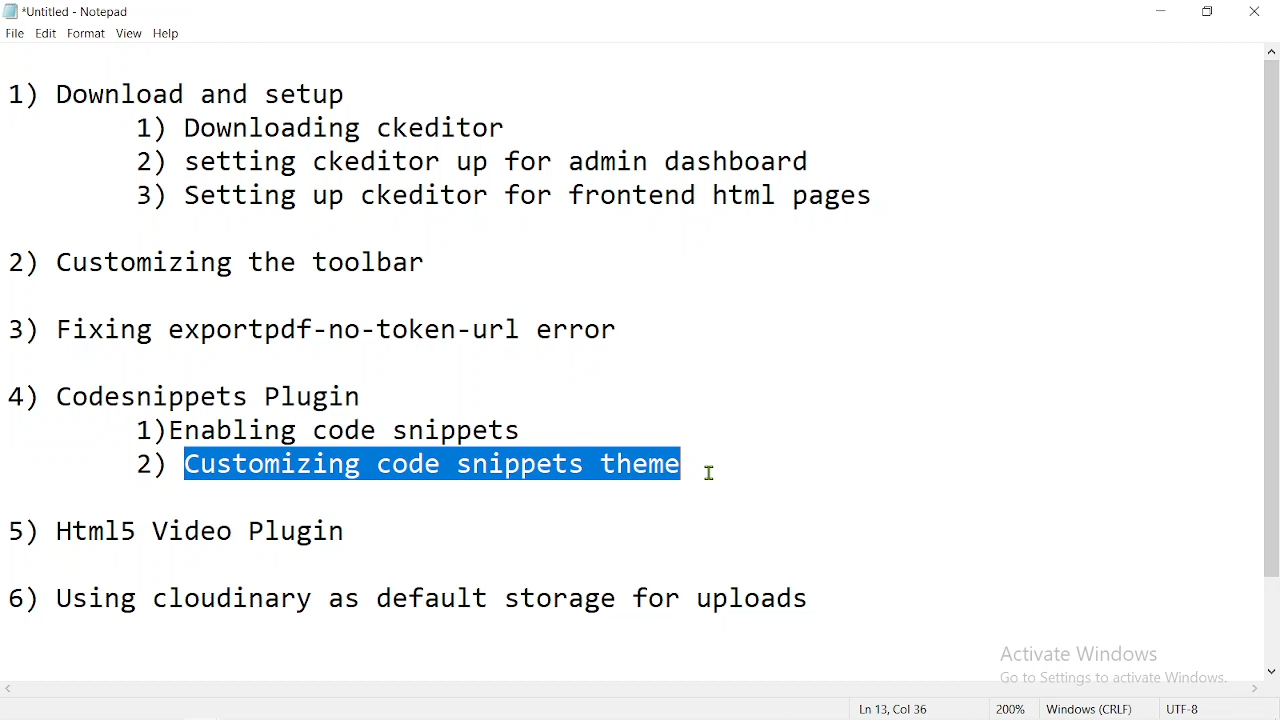 *Untitled - Notepad
File Edit Format View Help
1) Download and setup
1) Downloading ckeditor
2) setting ckeditor up for admin dashboard
3) Setting up ckeditor for frontend html pages
2) Customizing the toolbar
3) Fixing exportpdf-no-token-url error
4) Codesnippets Plugin
1)Enabling code snippets
2) Customizing code snippets theme
5) Html5 Video Plugin
6) Using cloudinary as default storage for uploads
Activate Windows
Go to Settings to activate Windows.
Ln 13, Col 36 200% Windows (CRLF) UTF-8